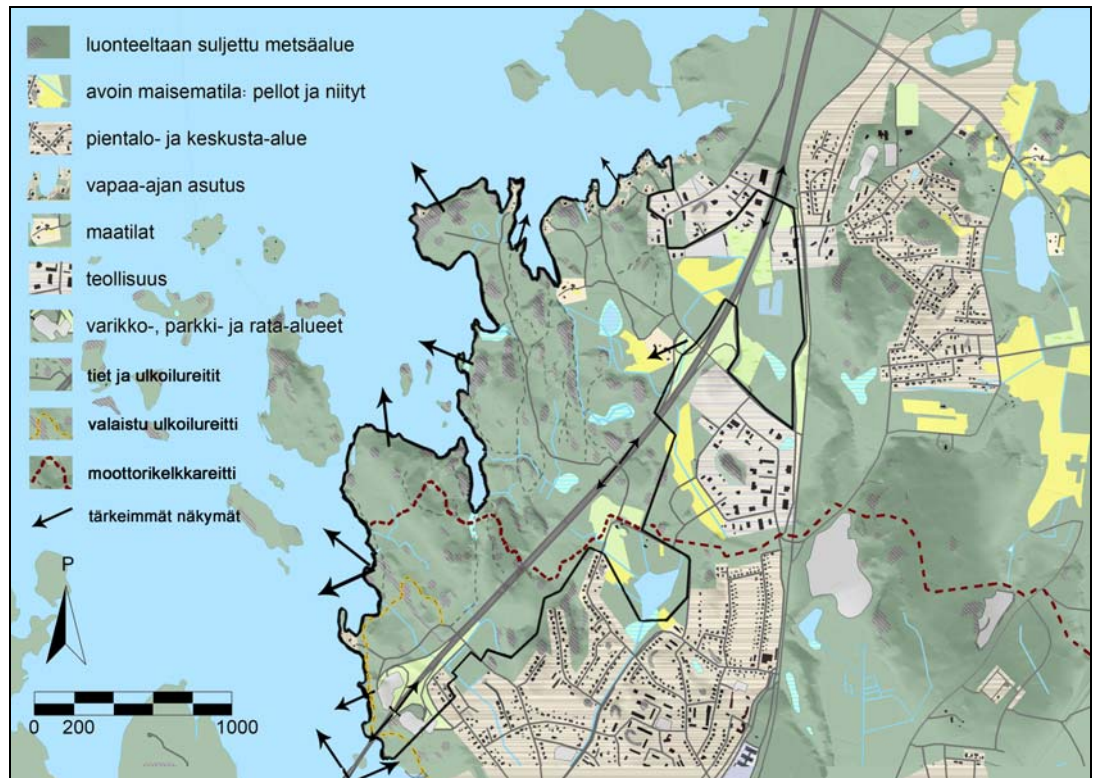 luonteeltaan suljettu metsäalue
avoin maisematila: pellot ja niityt
pientalo- ja keskusta-alue
vapaa-ajan asutus
maatilat
teollisuus
varikko-, parkki- ja rata-alueet
tiet ja ulkoilureitit
valaistu ulkoilureitti
moottorikelkkareitti
tärkeimmät näkymät
P
0 200 1000